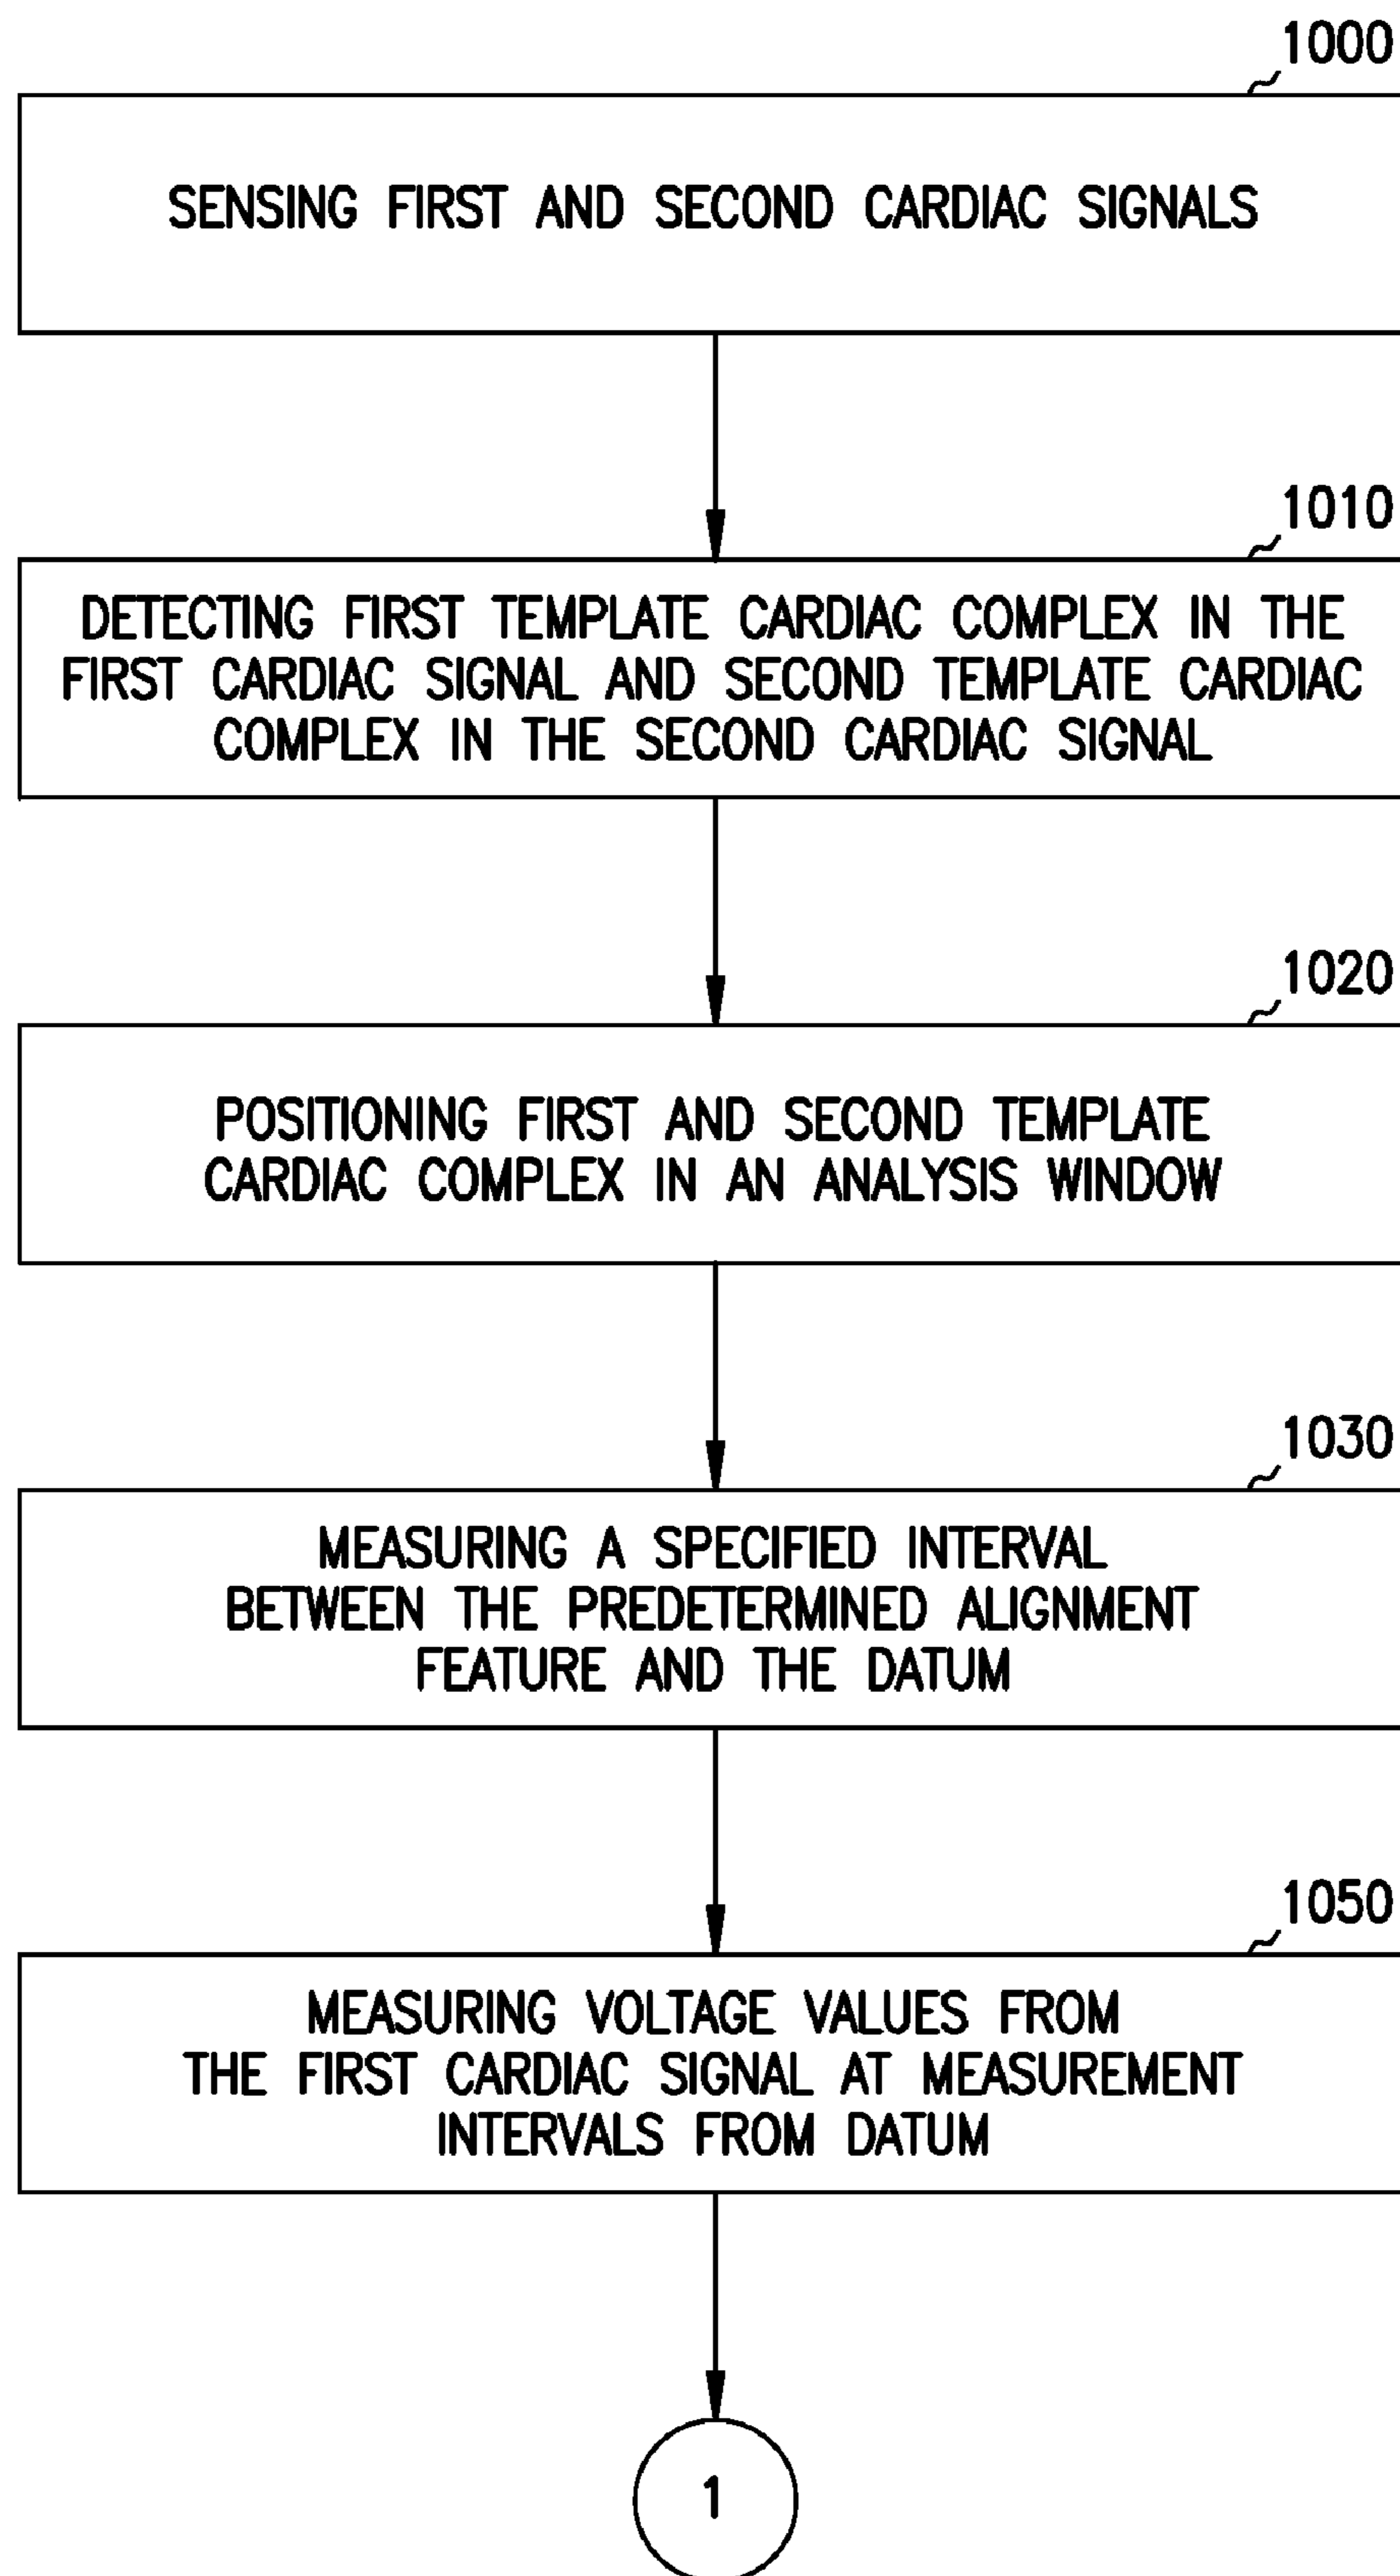 1000
SENSING FIRST AND SECOND CARDIAC SIGNALS
1010
DETECTING FIRST TEMPLATE CARDIAC COMPLEX IN THE
FIRST CARDIAC SIGNAL AND SECOND TEMPLATE CARDIAC
COMPLEX IN THE SECOND CARDIAC SIGNAL
1020
POSITIONING FIRST AND SECOND TEMPLATE
CARDIAC COMPLEX IN AN ANALYSIS WINDOW
1030
MEASURING A SPECIFIED INTERVAL
BETWEEN THE PREDETERMINED ALIGNMENT
FEATURE AND THE DATUM
1050
MEASURING VOLTAGE VALUES FROM
THE FIRST CARDIAC SIGNAL AT MEASUREMENT
INTERVALS FROM DATUM
1